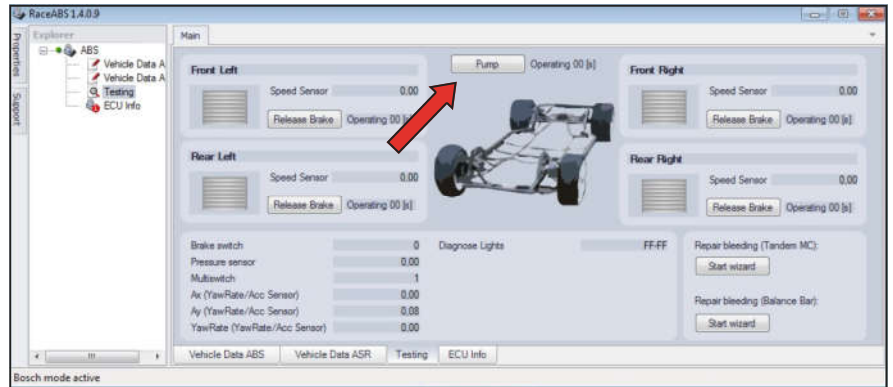 RaceABS 1.4.0.9
Properties
Support
Explorer
ABS
Vehicle Data A
Vehicle Data A
Testing
ECU Info
Main
Pump Operating 00 [s]
Front Left
Speed Sensor 0.00
Release Brake Operating 00 [s]
Front Right
Speed Sensor 0.00
Release Brake Operating 00 [s]
Rear Left
Speed Sensor 0.00
Release Brake Operating 00 [s]
Rear Right
Speed Sensor 0.00
Release Brake Operating 00 [s]
Brake switch 0
Pressure sensor 0.00
Multiswitch 1
Ax (YawRate/Acc Sensor) 0.00
Ay (YawRate/Acc Sensor) 0.08
YawRate (YawRate/Acc Sensor) 0.00
Diagnose Lights FF-FF
Repair bleeding (Tandem MC):
Start wizard
Repair bleeding (Balance Bar):
Start wizard
Vehicle Data ABS Vehicle Data ASR Testing ECU Info
Bosch mode active